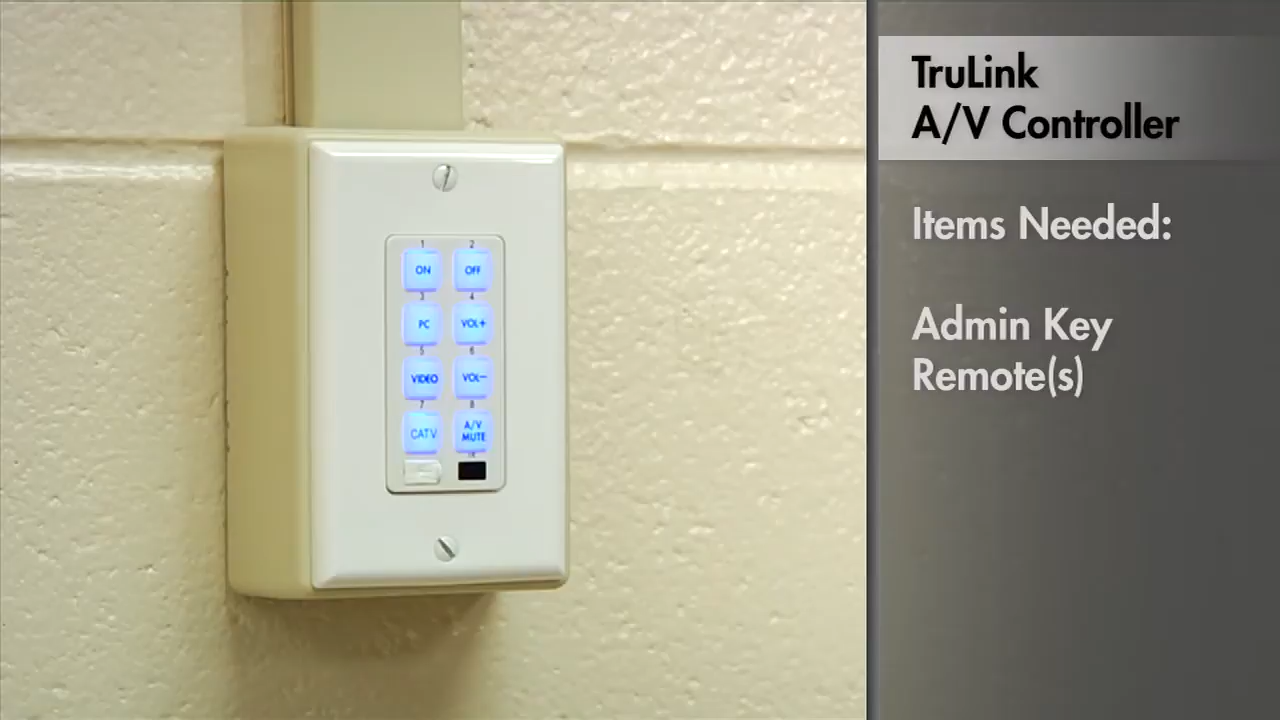 TruLink
A/V Controller
Items Needed:
Admin Key
Remote(s)
1 2
ON OFF
3 4
PC VOL+
5 6
VIDEO VOL–
7 8
CATV A/V
MUTE